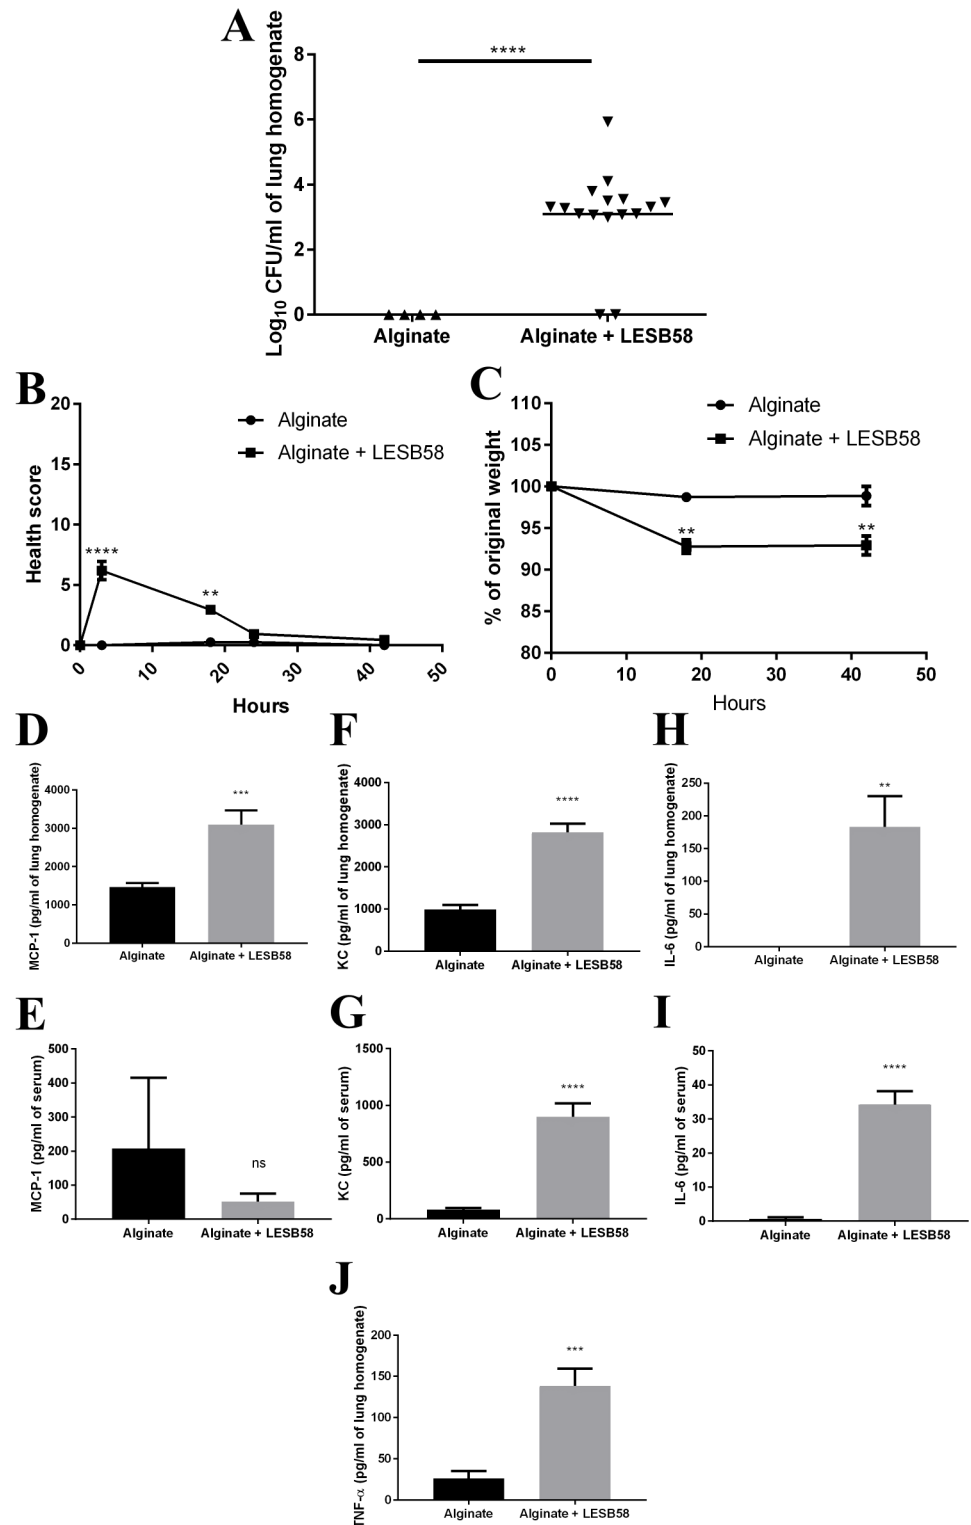 A
Log10 CFU/ml of lung homogenate
8
6
4
2
0
****
Alginate
Alginate + LESB58
B
Health score
20
15
10
5
0
****
**
Alginate
Alginate + LESB58
0
10
20
30
40
50
Hours
C
% of original weight
110
105
100
95
90
85
80
**
**
Alginate
Alginate + LESB58
0
10
20
30
40
50
Hours
D
MCP-1 (pg/ml of lung homogenate)
4000
3000
2000
1000
0
***
Alginate
Alginate + LESB58
F
KC (pg/ml of lung homogenate)
4000
3000
2000
1000
0
****
Alginate
Alginate + LESB58
H
IL-6 (pg/ml of lung homogenate)
250
200
150
100
50
0
**
Alginate
Alginate + LESB58
E
MCP-1 (pg/ml of serum)
500
400
300
200
100
0
ns
Alginate
Alginate + LESB58
G
KC (pg/ml of serum)
1500
1000
500
0
****
Alginate
Alginate + LESB58
I
IL-6 (pg/ml of serum)
50
40
30
20
10
0
****
Alginate
Alginate + LESB58
J
TNF-α (pg/ml of lung homogenate)
200
150
100
50
0
***
Alginate
Alginate + LESB58